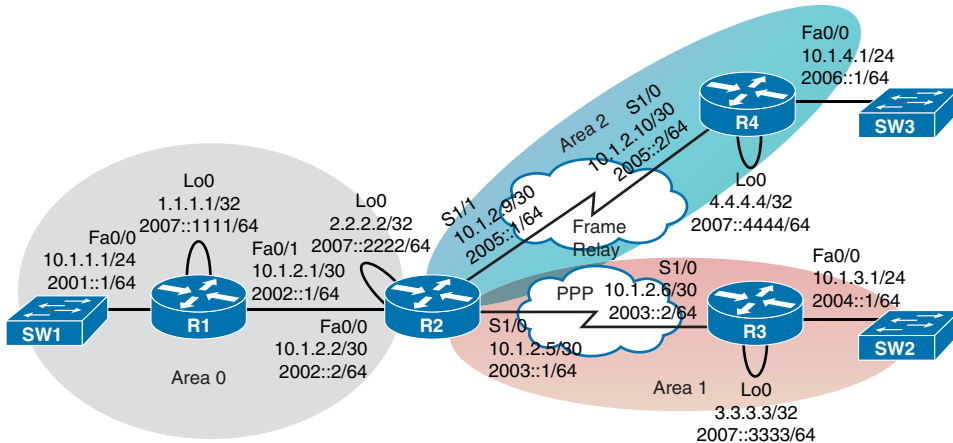 Fa0/0
10.1.4.1/24
2006::1/64
R4
SW3
S1/0
10.1.2.10/30
2005::2/64
Area 2
Lo0
4.4.4.4/32
2007::4444/64
S1/1
10.1.2.9/30
2005::1/64
Frame
Relay
Lo0
1.1.1.1/32
2007::1111/64
Lo0
2.2.2.2/32
2007::2222/64
Fa0/0
10.1.1.1/24
2001::1/64
Fa0/1
10.1.2.1/30
2002::1/64
SW1
R1
R2
Fa0/0
10.1.2.2/30
2002::2/64
Area 0
PPP
S1/0
10.1.2.5/30
2003::1/64
S1/0
10.1.2.6/30
2003::2/64
R3
Fa0/0
10.1.3.1/24
2004::1/64
SW2
Area 1
Lo0
3.3.3.3/32
2007::3333/64